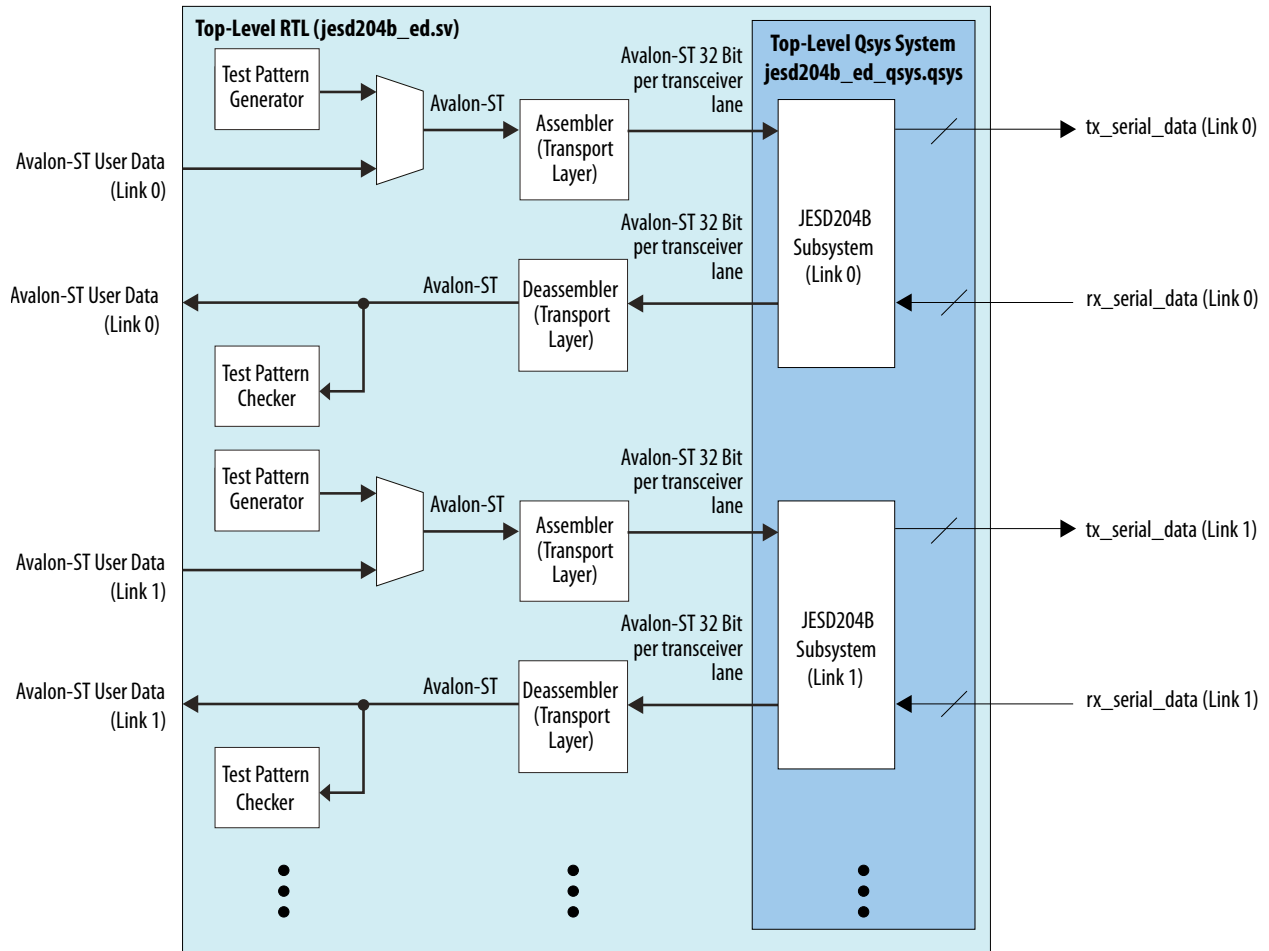 Top-Level RTL (jesd204b_ed.sv)
Top-Level Qsys System
jesd204b_ed_qsys.qsys
Test Pattern
Generator
Avalon-ST
Assembler
(Transport
Layer)
Avalon-ST 32 Bit
per transceiver
lane
tx_serial_data (Link 0)
Avalon-ST User Data
(Link 0)
JESD204B
Subsystem
(Link 0)
Avalon-ST 32 Bit
per transceiver
lane
Avalon-ST User Data
(Link 0)
Avalon-ST
Deassembler
(Transport
Layer)
rx_serial_data (Link 0)
Test Pattern
Checker
Test Pattern
Generator
Avalon-ST
Assembler
(Transport
Layer)
Avalon-ST 32 Bit
per transceiver
lane
tx_serial_data (Link 1)
Avalon-ST User Data
(Link 1)
JESD204B
Subsystem
(Link 1)
Avalon-ST 32 Bit
per transceiver
lane
Avalon-ST User Data
(Link 1)
Avalon-ST
Deassembler
(Transport
Layer)
rx_serial_data (Link 1)
Test Pattern
Checker